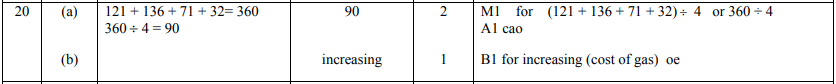 20 (a) 121 + 136 + 71 + 32= 360 90 2 M1 for (121 + 136 + 71 + 32) ÷ 4 or 360 ÷ 4
360 ÷ 4 = 90 A1 cao
(b) increasing 1 B1 for increasing (cost of gas) oe